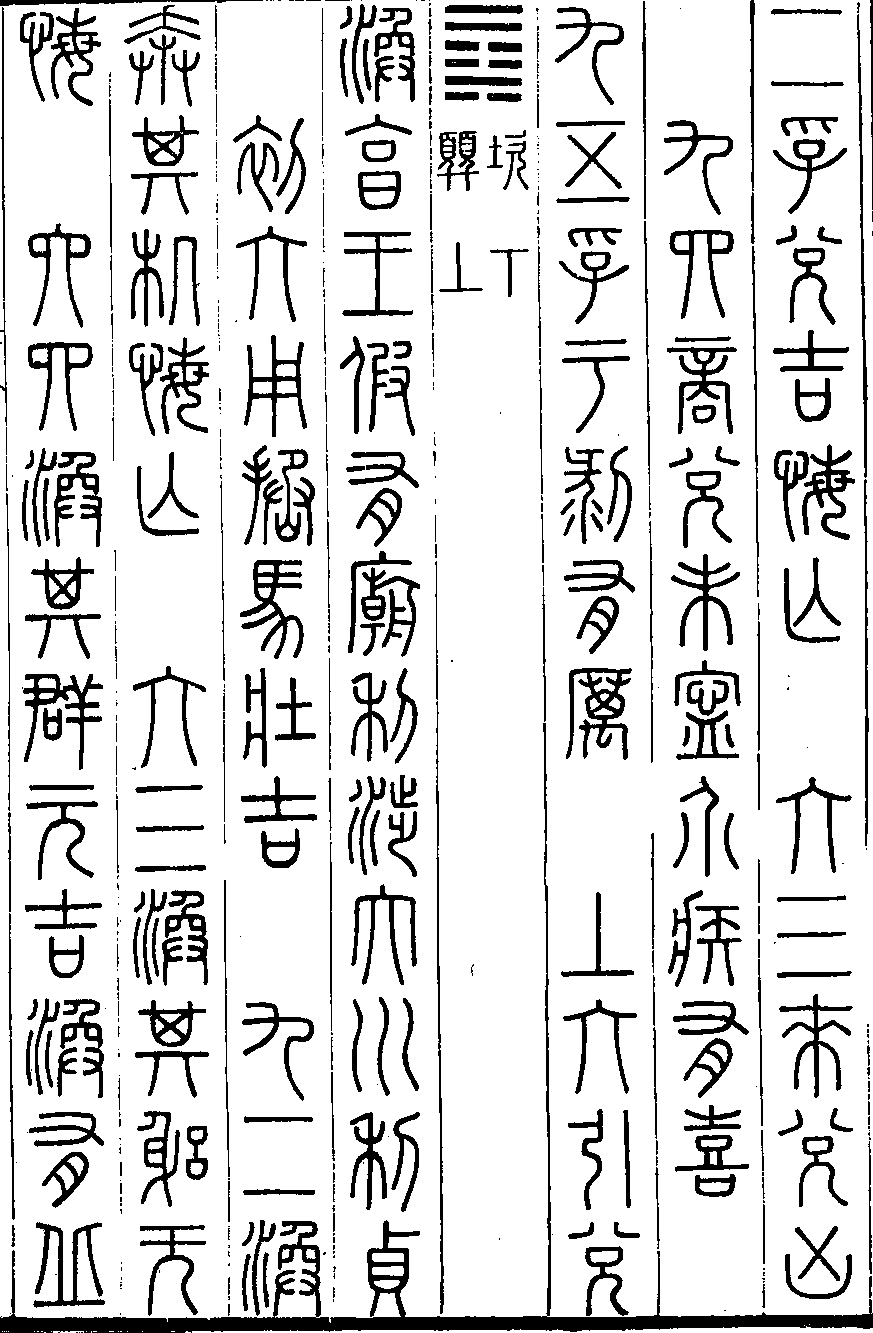 二孚兌吉悔亾　六三來兌凶
九四商兌未寧介疾有喜
九五孚于剝有厲　上六引兌
䷺坎下巽上
渙亯王假有廟利涉大川利貞
初六用拯馬壯吉　九二渙
奔其机悔亾　六三渙其躳无
悔　六四渙其群元吉渙有丘